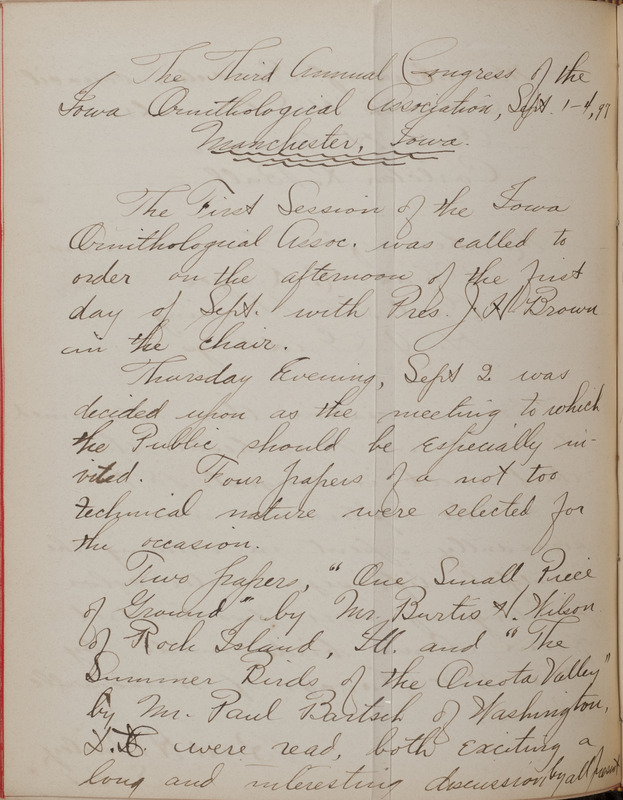 The Third Annual Congress of the
Iowa Ornithological Association, Sept. 1-4, 97
Manchester, Iowa.
The First Session of the Iowa
Ornithological Assoc. was called to
order on the afternoon of the first
day of Sept. with Pres. J H Brown
in the chair.
Thursday Evening, Sept 2 was
decided upon as the meeting to which
the Public should be Especially in-
vited. Four papers of a not too
technical nature were selected for
the occasion.
Two papers, "One Small Piece
of Ground" by Mr. Burtis H. Wilson
of Rock Island, Ill. and "The
Summer Birds of the Oneota Valley"
by Mr. Paul Bartsch of Washington,
D.C. were read, both Exciting a
long and interesting discussion by all present